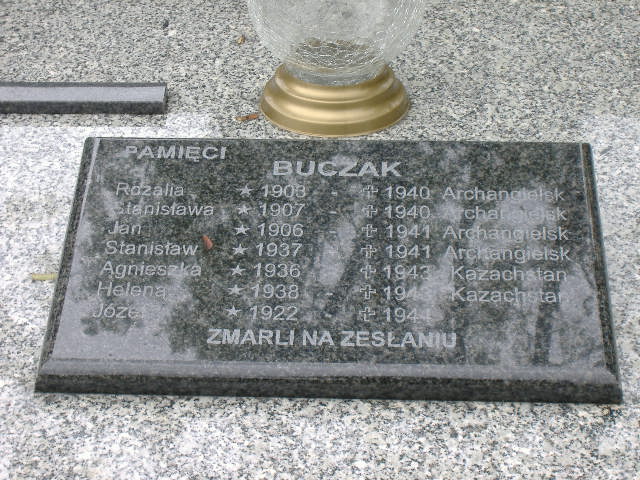 PAMIĘCI
BUCZAK
Rozalia ★ 1908 - ✝ 1940 Archangielsk
Stanisława ★ 1907 - ✝ 1940 Archangielsk
Jan ★ 1906 - ✝ 1941 Archangielsk
Stanisław ★ 1937 - ✝ 1941 Archangielsk
Agnieszka ★ 1936 - ✝ 1943 Kazachstan
Helena ★ 1938 - ✝ Kazachstan
Józef ★ 1922 - ✝ 1944
ZMARLI NA ZESŁANIU